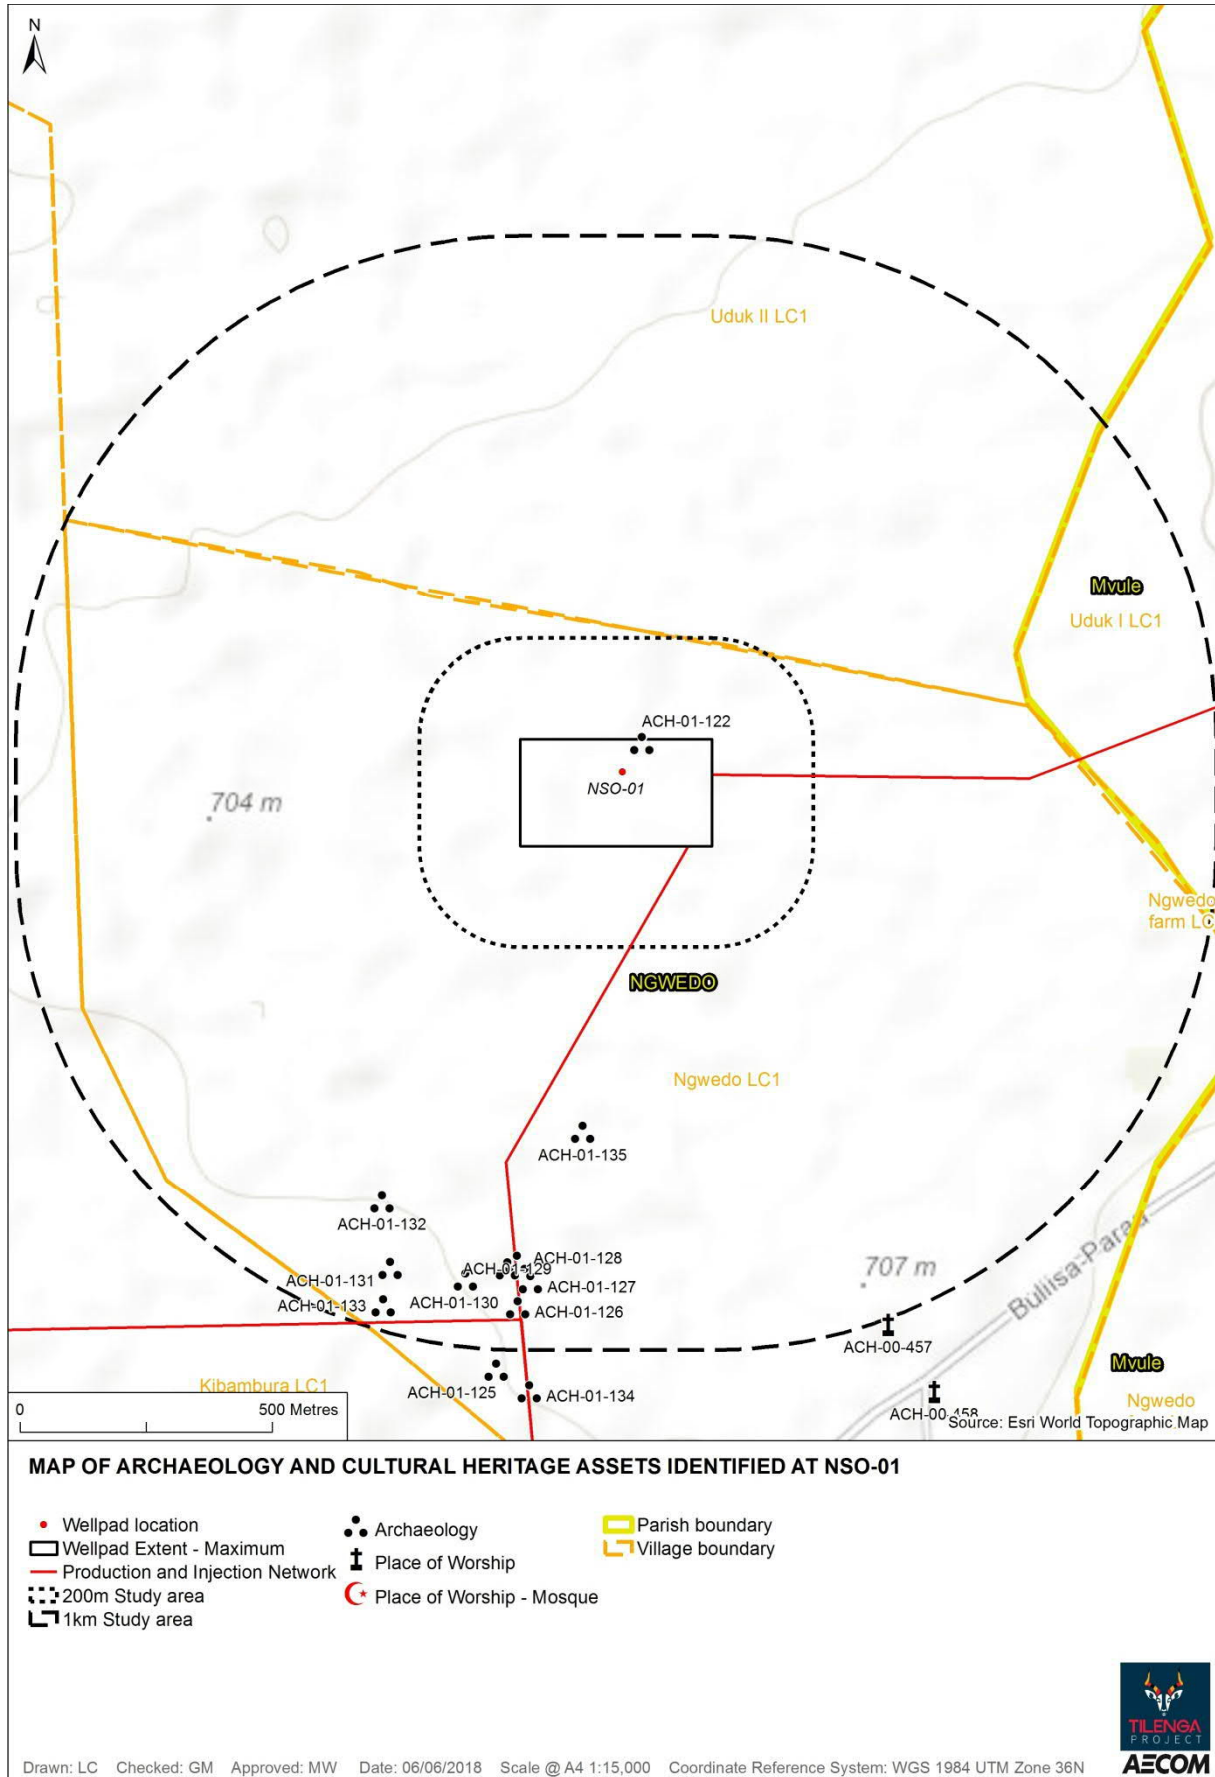 N
Uduk II LC1
Mvule
Uduk I LC1
ACH-01-122
NSO-01
704 m
Ngwedo
farm LC
NGWEDO
Ngwedo LC1
ACH-01-135
ACH-01-132
ACH-01-128
ACH-01-129
ACH-01-131
ACH-01-127
ACH-01-133
ACH-01-130
ACH-01-126
707 m
Buliisa-Paraa
ACH-00-457
Mvule
Kibambura LC1
ACH-01-125
ACH-01-134
Ngwedo
ACH-00-458
0 500 Metres
Source: Esri World Topographic Map
MAP OF ARCHAEOLOGY AND CULTURAL HERITAGE ASSETS IDENTIFIED AT NSO-01
Wellpad location
Wellpad Extent - Maximum
Production and Injection Network
200m Study area
1km Study area
Archaeology
Place of Worship
Place of Worship - Mosque
Parish boundary
Village boundary
TILENGA
PROJECT
AECOM
Drawn: LC Checked: GM Approved: MW Date: 06/06/2018 Scale @ A4 1:15,000 Coordinate Reference System: WGS 1984 UTM Zone 36N